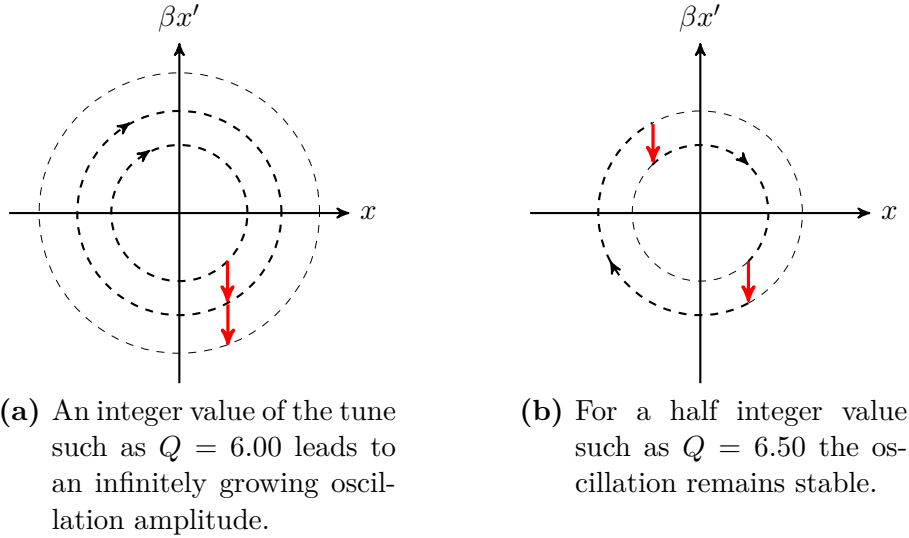 βx′
x
(a) An integer value of the tune
such as Q = 6.00 leads to
an infinitely growing oscil-
lation amplitude.
βx′
x
(b) For a half integer value
such as Q = 6.50 the os-
cillation remains stable.